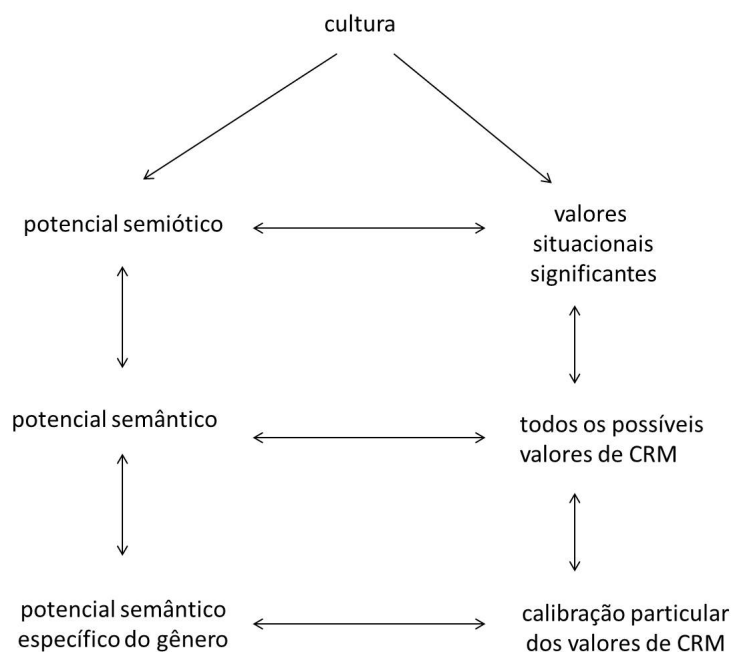 cultura
potencial semiótico
valores
situacionais
significantes
potencial semântico
todos os possíveis
valores de CRM
potencial semântico
específico do gênero
calibração particular
dos valores de CRM